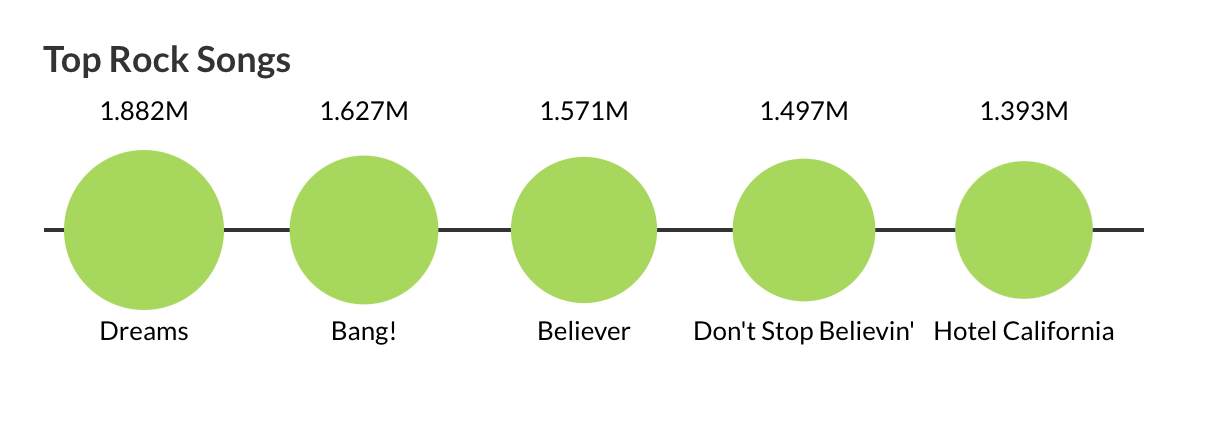 Top Rock Songs
1.882M 1.627M 1.571M 1.497M 1.393M
Dreams Bang! Believer Don't Stop Believin' Hotel California